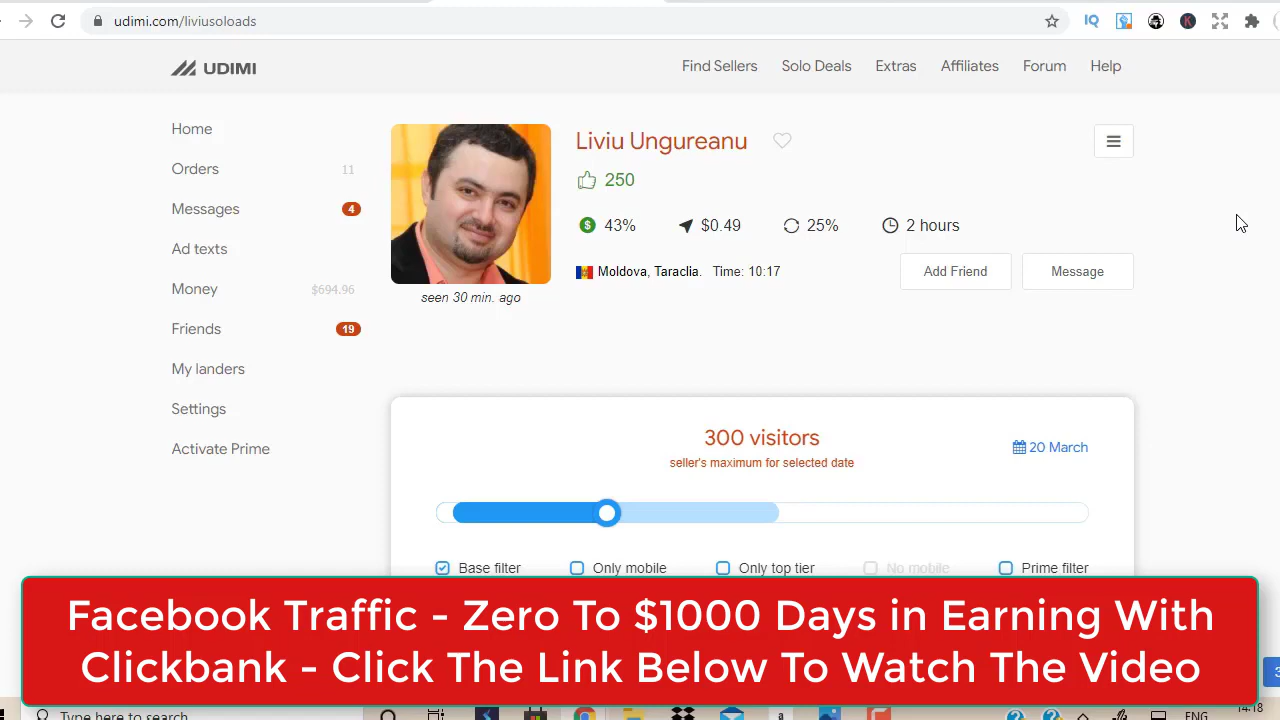 udimi.com/liviusoloads
IQ
K
UDIMI
Find Sellers
Solo Deals
Extras
Affiliates
Forum
Help
Home
Orders 11
Messages 4
Ad texts
Money $694.96
Friends 19
My landers
Settings
Activate Prime
Liviu Ungureanu
250
43%
$0.49
25%
2 hours
Moldova, Taraclia. Time: 10:17
Add Friend
Message
seen 30 min. ago
300 visitors
seller's maximum for selected date
20 March
Base filter
Only mobile
Only top tier
No mobile
Prime filter
Facebook Traffic - Zero To $1000 Days in Earning With
Clickbank - Click The Link Below To Watch The Video
Type here to search
a
ENG
14:18